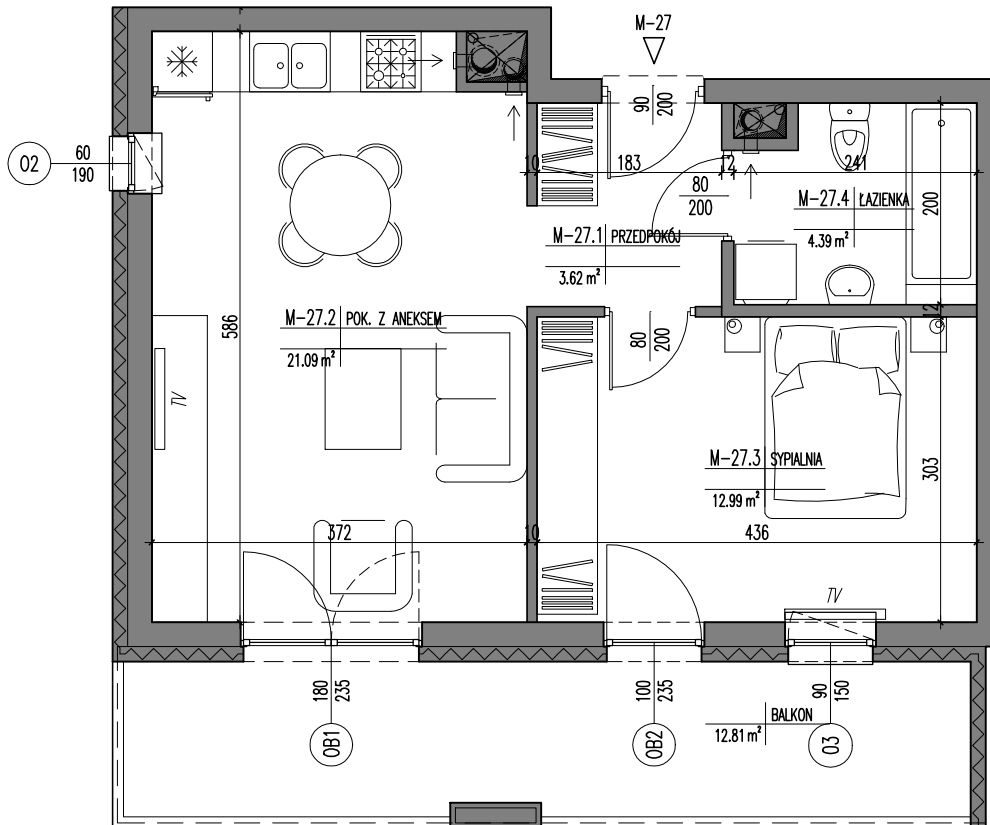 M-27
90
200
O2
60
190
10
183
12
241
80
200
M-27.4 ŁAZIENKA
4.39 m²
200
M-27.1 PRZEDPOKÓJ
3.62 m²
12
586
M-27.2 POK. Z ANEKSEM
21.09 m²
80
200
TV
M-27.3 SYPIALNIA
12.99 m²
303
372
10
436
TV
180
235
100
235
90
150
BALKON
12.81 m²
OB1
OB2
O3